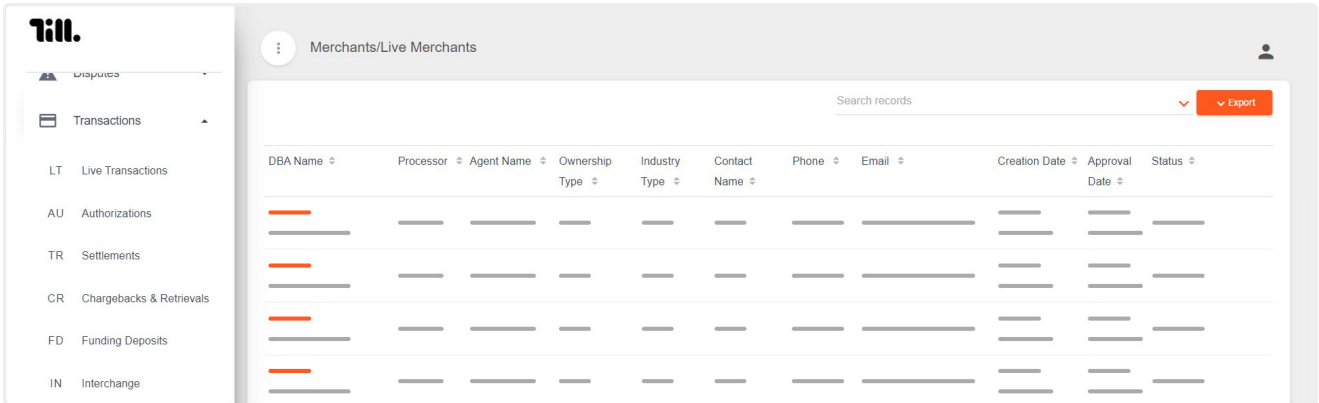 Till.
Merchants/Live Merchants
Disputes
Transactions
Search records
Export
DBA Name
Processor
Agent Name
Ownership
Type
Industry
Type
Contact
Name
Phone
Email
Creation Date
Approval
Date
Status
LT Live Transactions
AU Authorizations
TR Settlements
CR Chargebacks & Retrievals
FD Funding Deposits
IN Interchange